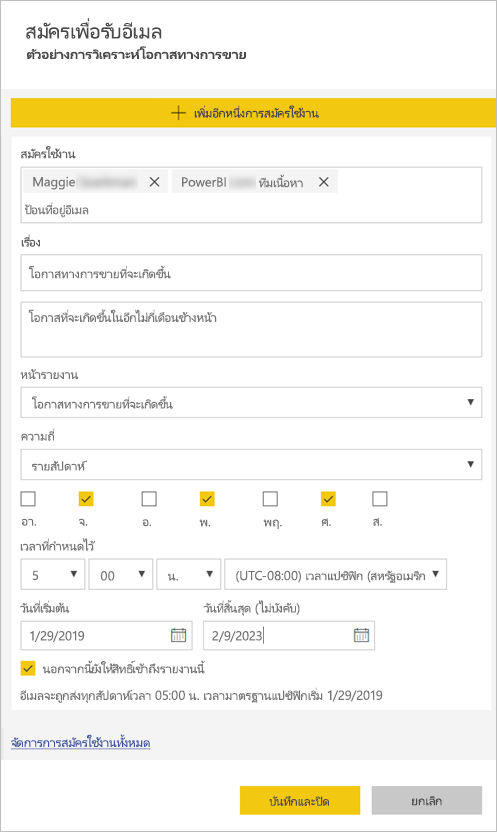 สมัครเพื่อรับอีเมล
ตัวอย่างการวิเคราะห์โอกาสทางการขาย
เพิ่มอีกหนึ่งการสมัครใช้งาน
สมัครใช้งาน
Maggie
PowerBI ทีมเนื้อหา
ป้อนที่อยู่อีเมล
เรื่อง
โอกาสทางการขายที่จะเกิดขึ้น
โอกาสที่จะเกิดขึ้นในอีกไม่กี่เดือนข้างหน้า
หน้ารายงาน
โอกาสทางการขายที่จะเกิดขึ้น
ความถี่
รายสัปดาห์
อา. จ. อ. พ. พฤ. ศ. ส.
เวลาที่กำหนดไว้
5 00 น. (UTC-08:00) เวลาแปซิฟิก (สหรัฐอเมริก
วันที่เริ่มต้น วันที่สิ้นสุด (ไม่บังคับ)
1/29/2019 2/9/2023
นอกจากนี้ยังให้สิทธิ์เข้าถึงรายงานนี้
อีเมลจะถูกส่งทุกสัปดาห์เวลา 05:00 น. เวลามาตรฐานแปซิฟิกเริ่ม 1/29/2019
จัดการการสมัครใช้งานทั้งหมด
บันทึกและปิด ยกเลิก